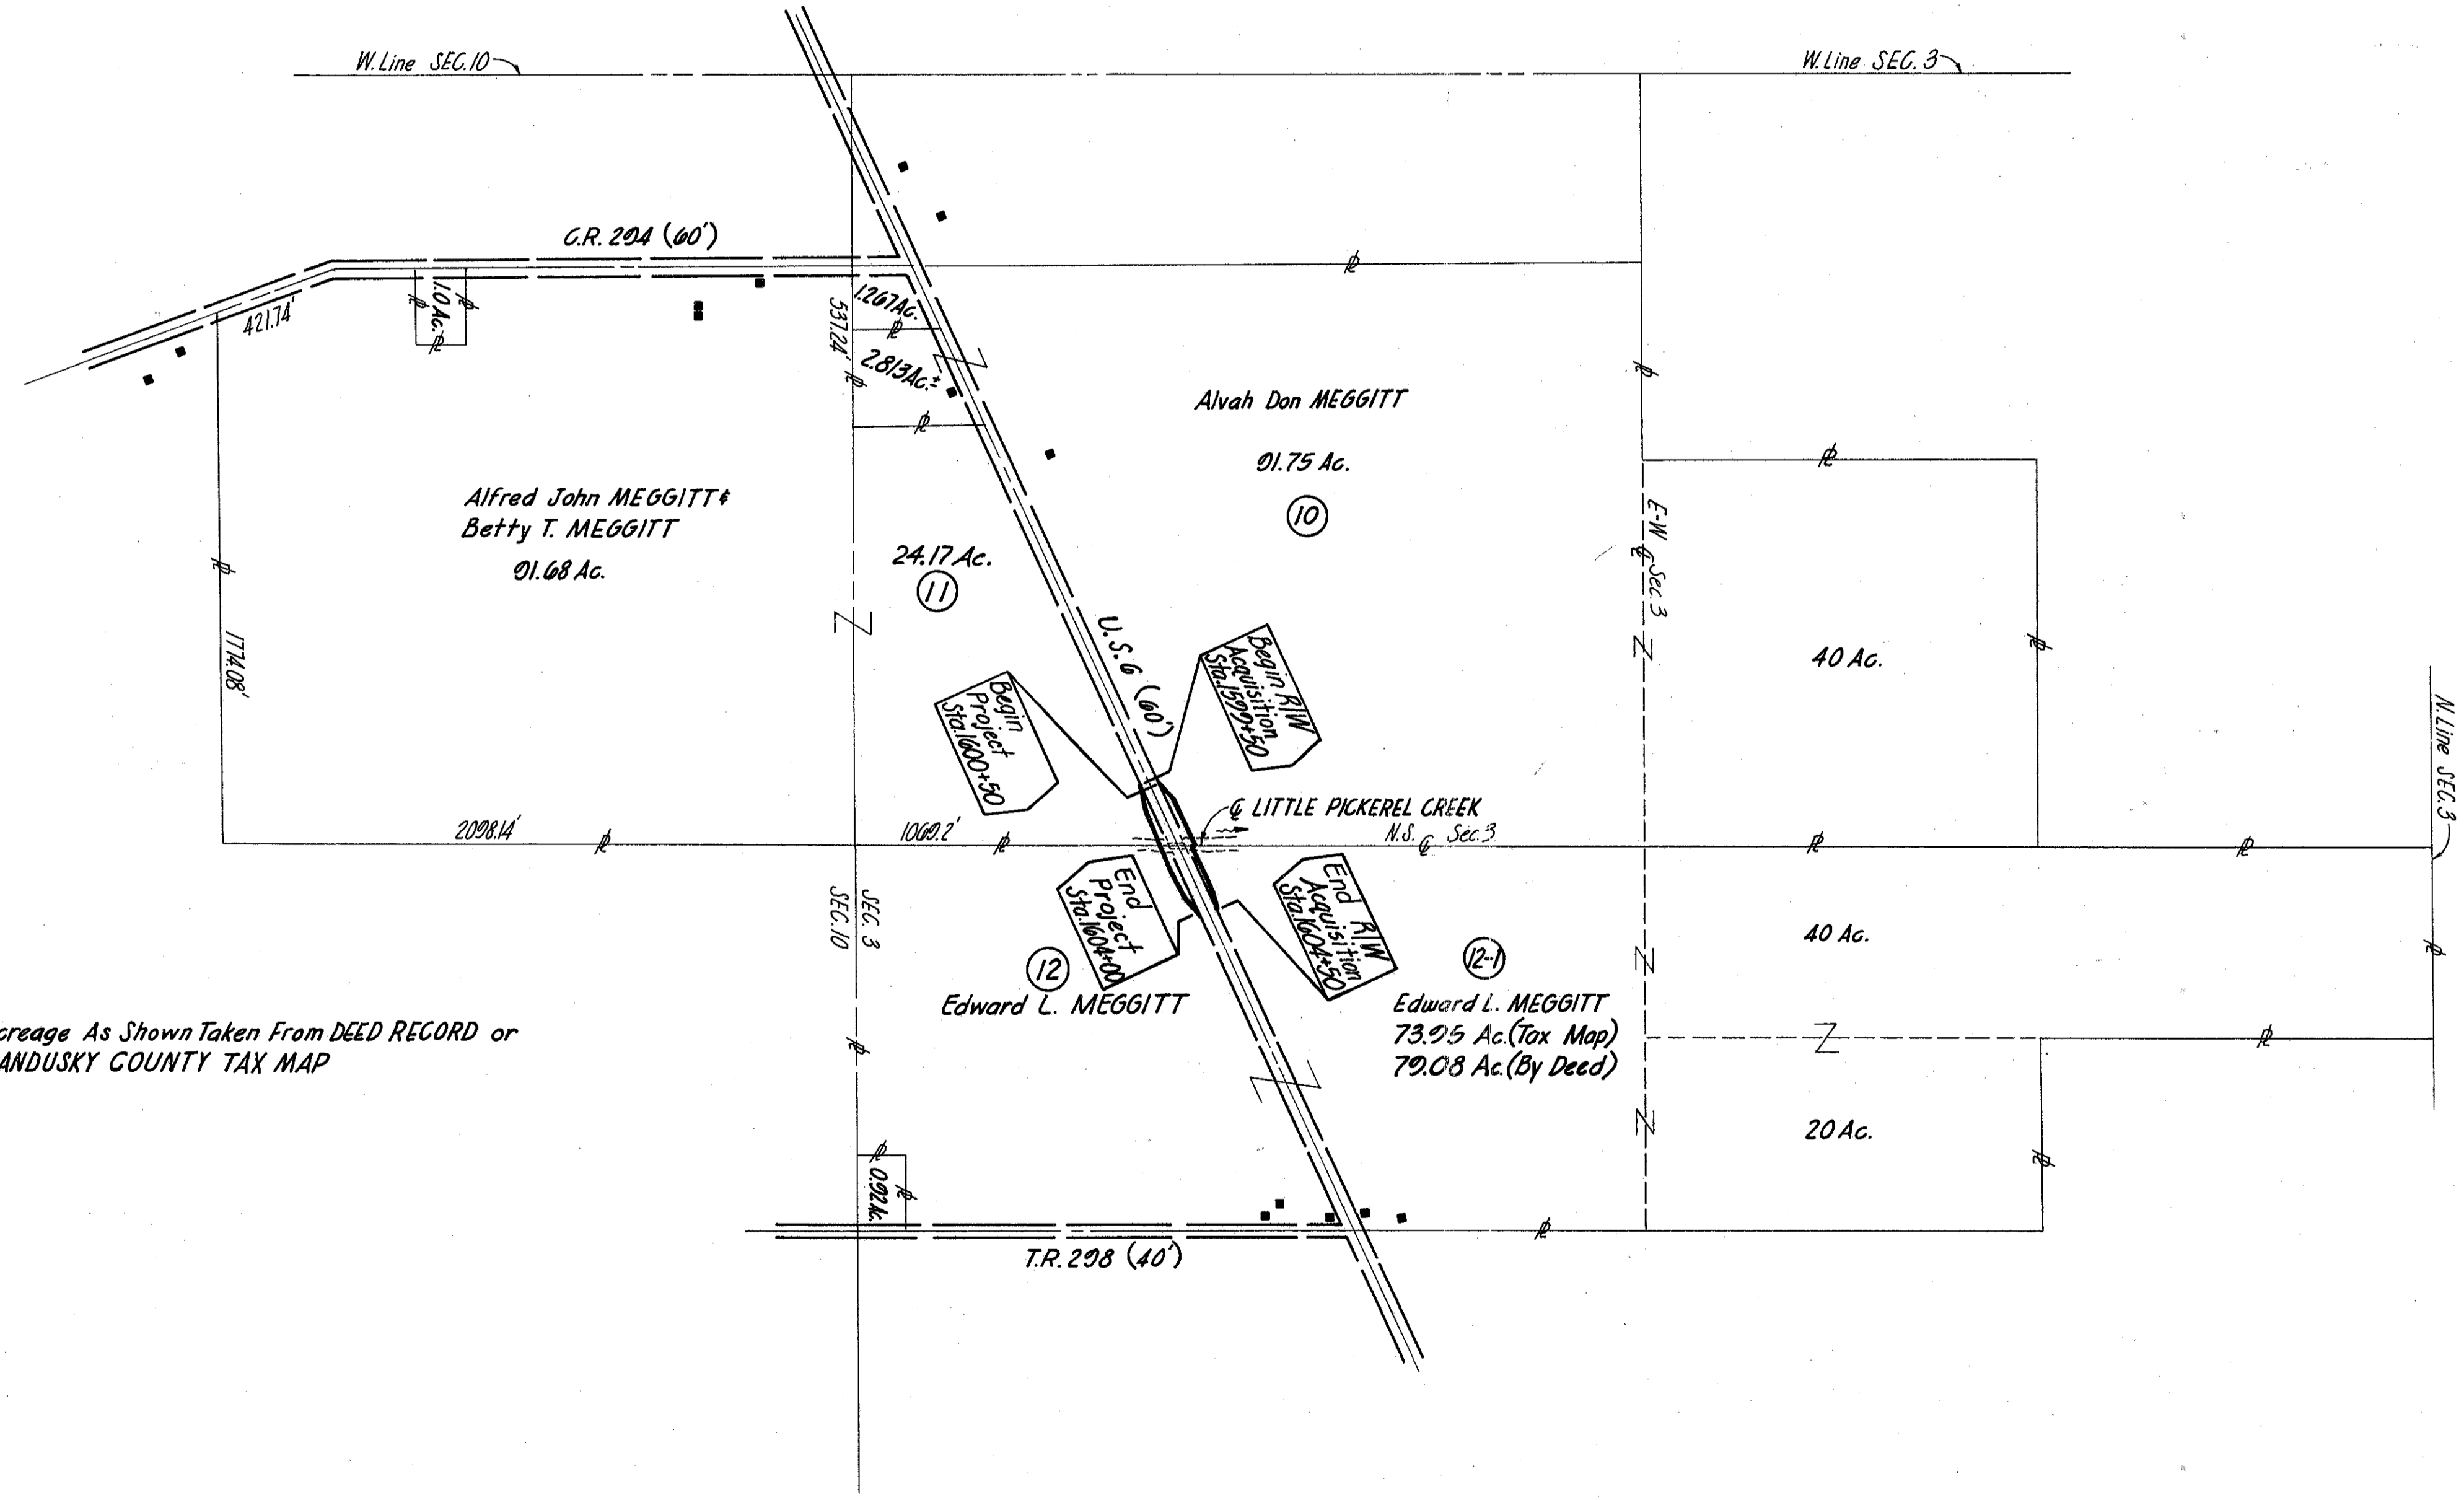 W. Line SEC. 10
W. Line SEC. 3
C.R. 294 (60')
421.74'
1.0 Ac.
537.24'
1.267 Ac.
2.813 Ac.±
Alvah Don MEGGITT
91.75 Ac.
10
Alfred John MEGGITT &
Betty T. MEGGITT
91.68 Ac.
24.17 Ac.
11
E-W ℄ Sec. 3
1774.08'
U.S. 6 (60')
Begin R/W
Acquisition
Sta. 1599+50
Begin
Project
Sta. 1600+50
40 Ac.
N. Line SEC. 3
℄ LITTLE PICKEREL CREEK
2098.14'
1069.2'
N.S. ℄ Sec. 3
End
Project
Sta. 1604+00
End R/W
Acquisition
Sta. 1604+50
SEC. 3
SEC. 10
12
Edward L. MEGGITT
12-1
Edward L. MEGGITT
73.95 Ac. (Tax Map)
79.08 Ac. (By Deed)
40 Ac.
creage As Shown Taken From DEED RECORD or
ANDUSKY COUNTY TAX MAP
20 Ac.
0.92 Ac.
T.R. 298 (40')